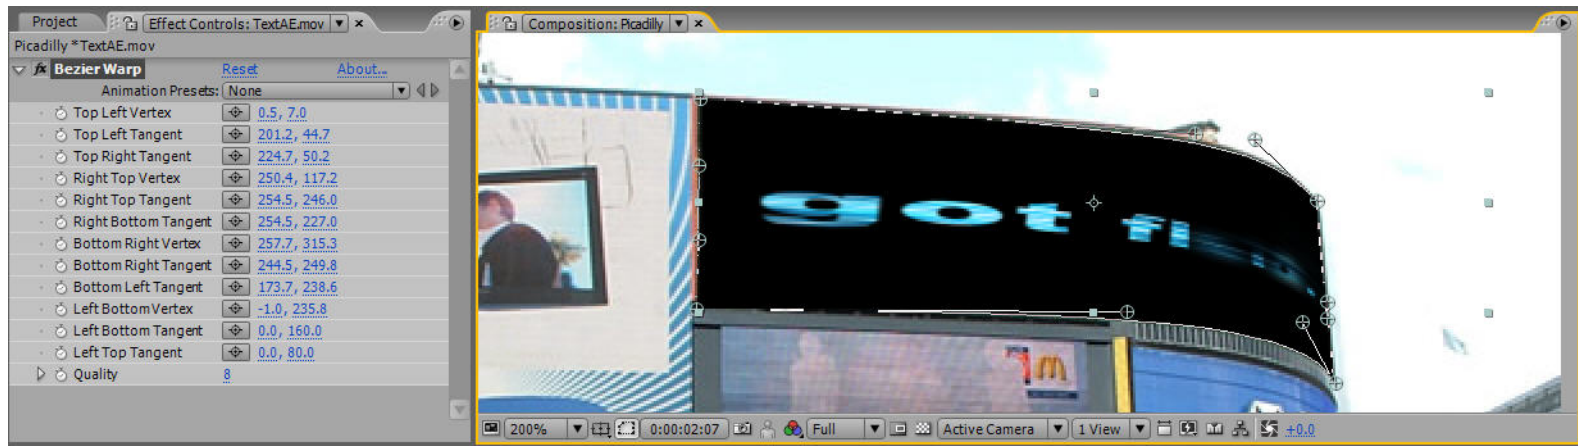 Project
Effect Controls: TextAE.mov
Picadilly * TextAE.mov
fx Bezier Warp Reset About...
Animation Presets: None
Top Left Vertex 0.5, 7.0
Top Left Tangent 201.2, 44.7
Top Right Tangent 224.7, 50.2
Right Top Vertex 250.4, 117.2
Right Top Tangent 254.5, 246.0
Right Bottom Tangent 254.5, 227.0
Bottom Right Vertex 257.7, 315.3
Bottom Right Tangent 244.5, 249.8
Bottom Left Tangent 173.7, 238.6
Left Bottom Vertex -1.0, 235.8
Left Bottom Tangent 0.0, 160.0
Left Top Tangent 0.0, 80.0
Quality 8
Composition: Picadilly
got
200% 0:00:02:07 Full Active Camera 1 View +0.0